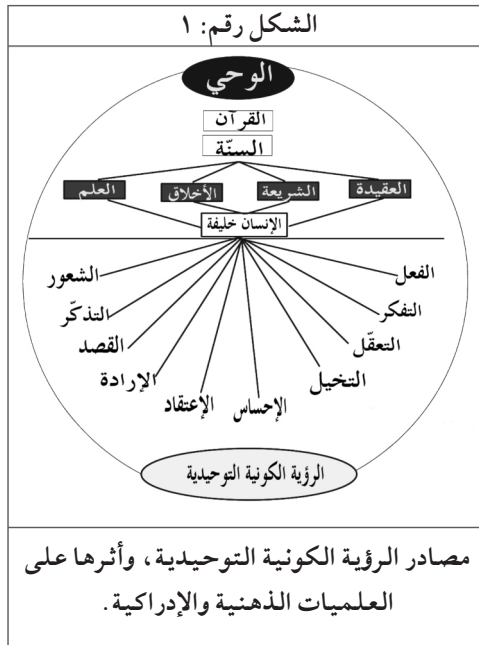 الشكل رقم: ١
الوحي
القرآن
السنّة
العقيدة الشريعة الأخلاق العلم
الإنسان خليفة
الفعل الشعور
التفكر التذكّر
التعقّل القصد
التخيل الإرادة
الإحساس الإعتقاد
الرؤية الكونية التوحيدية
مصادر الرؤية الكونية التوحيدية، وأثرها على
العلميات الذهنية والإدراكية.